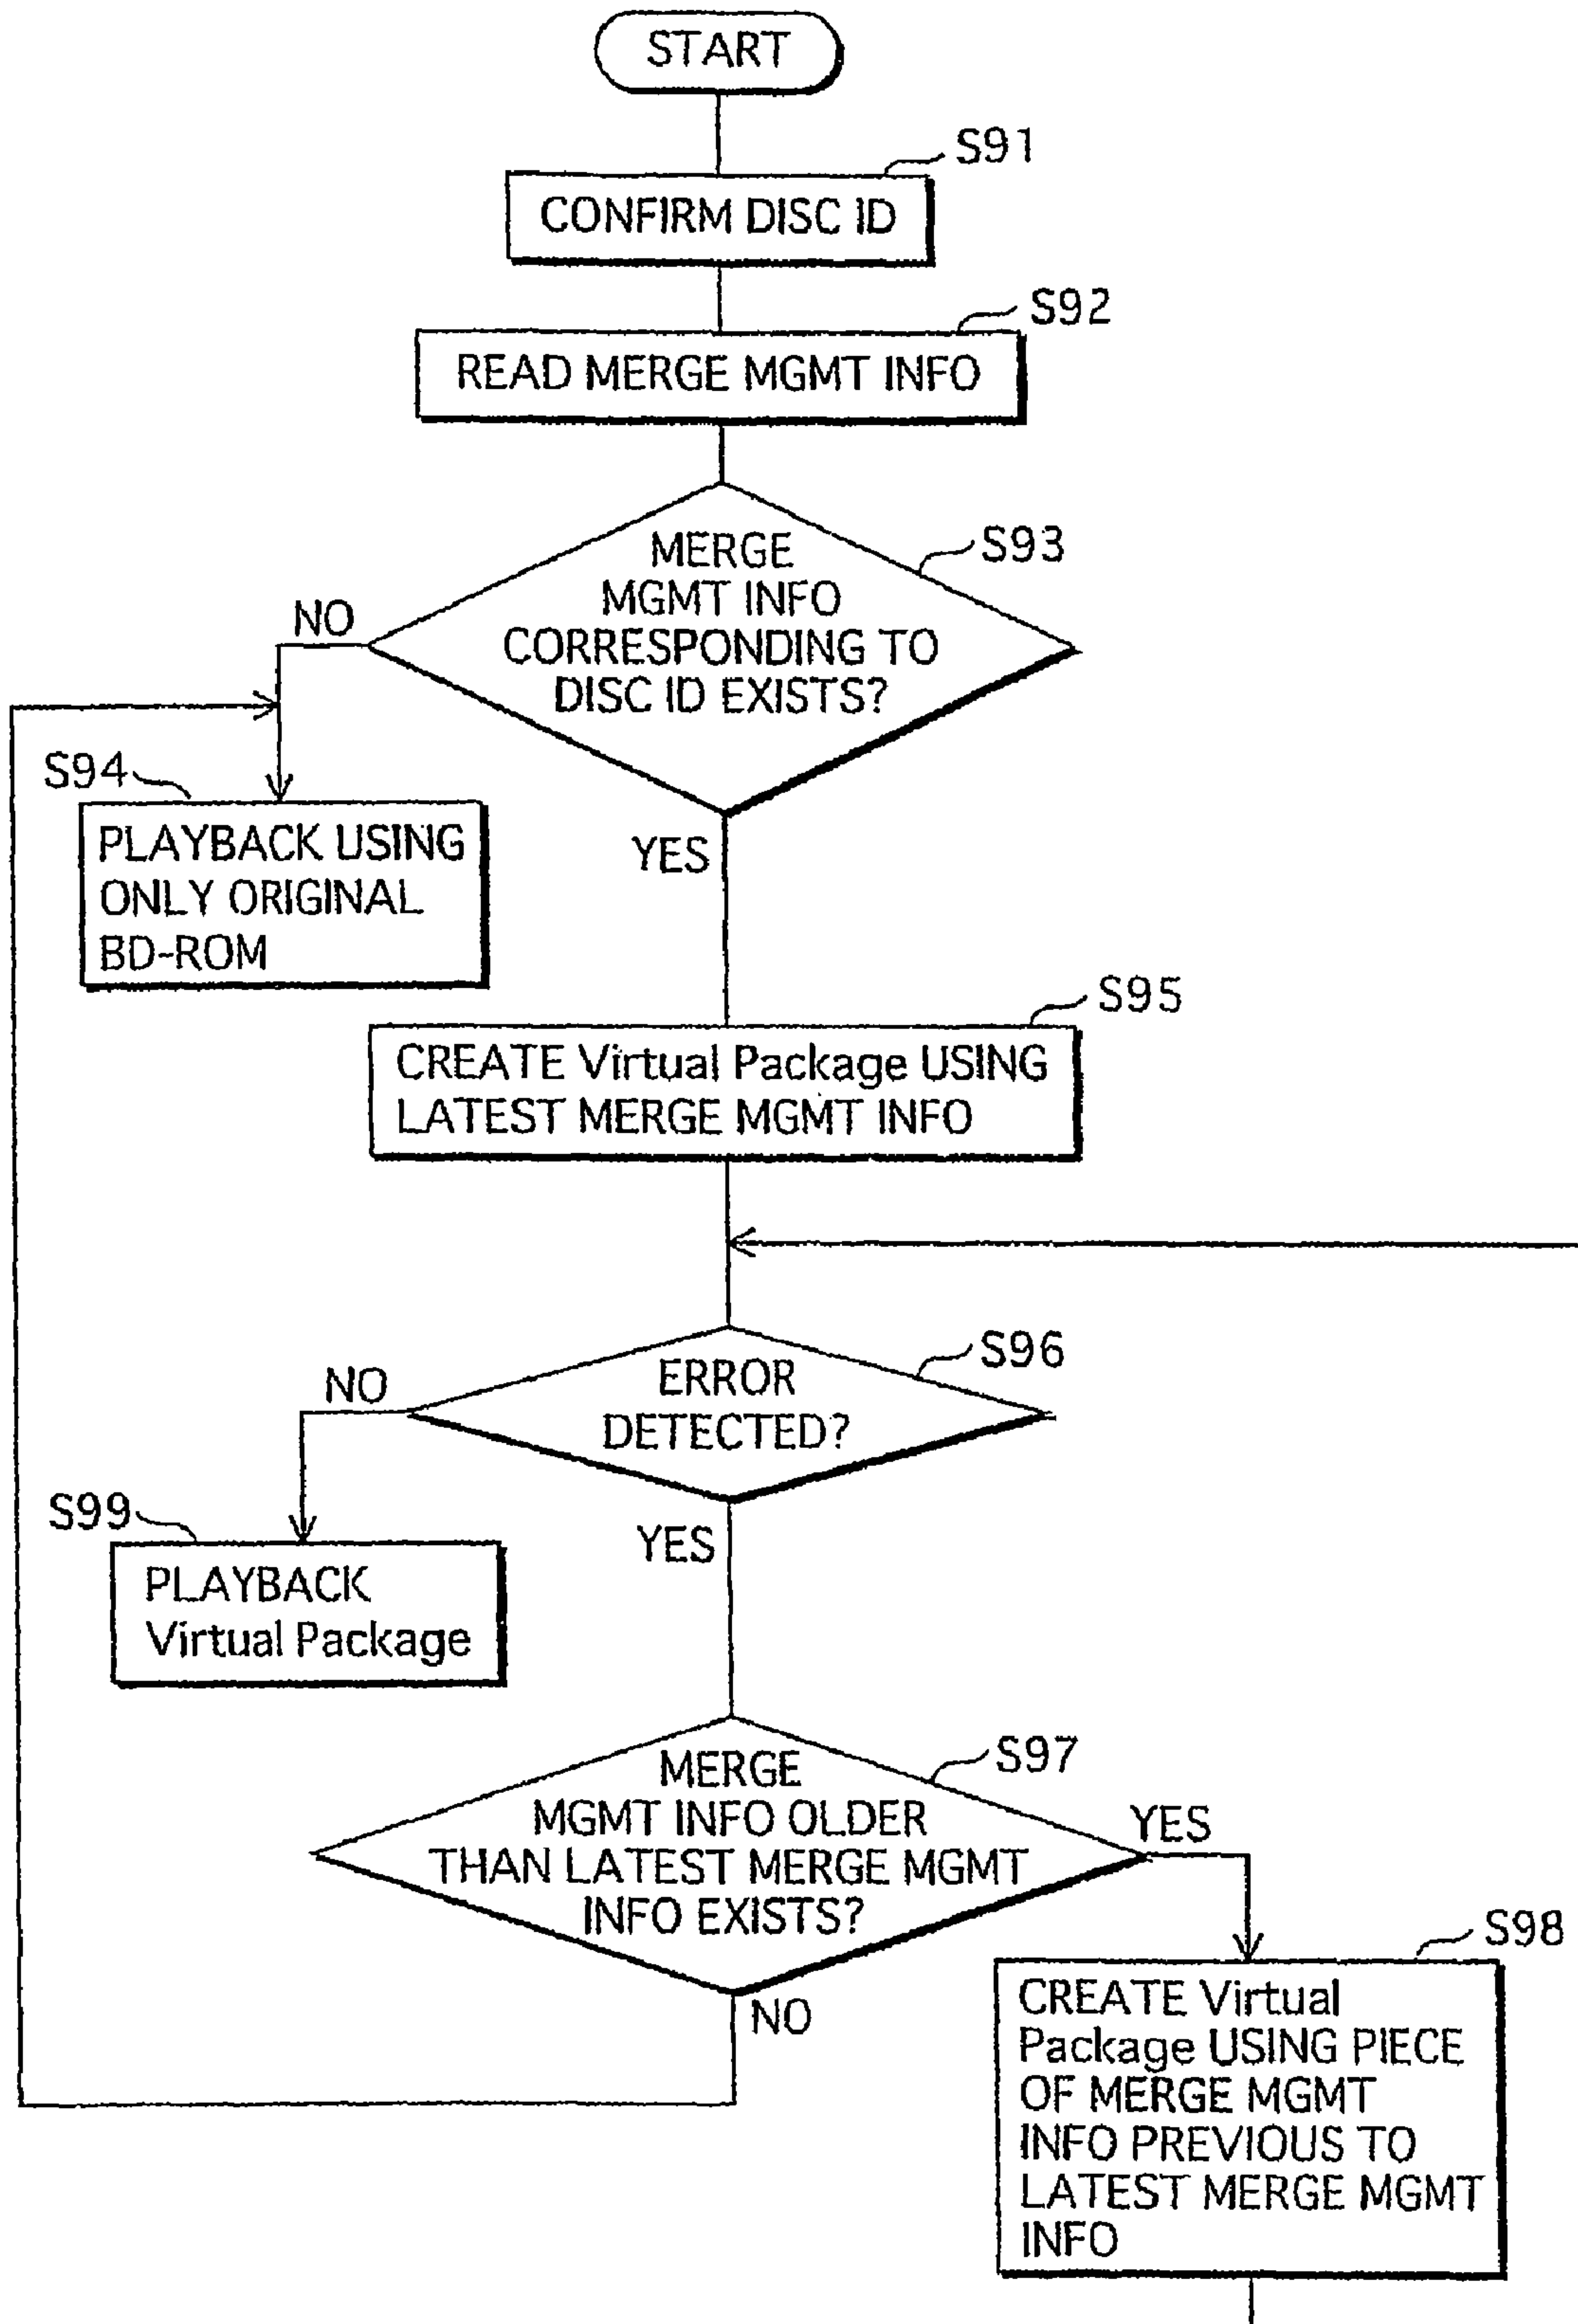 START
S91
CONFIRM DISC ID
S92
READ MERGE MGMT INFO
S93
MERGE
MGMT INFO
CORRESPONDING TO
DISC ID EXISTS?
NO
S94
PLAYBACK USING
ONLY ORIGINAL
BD-ROM
YES
S95
CREATE Virtual Package USING
LATEST MERGE MGMT INFO
S96
ERROR
DETECTED?
NO
S99
PLAYBACK
Virtual Package
YES
S97
MERGE
MGMT INFO OLDER
THAN LATEST MERGE MGMT
INFO EXISTS?
YES
NO
S98
CREATE Virtual
Package USING PIECE
OF MERGE MGMT
INFO PREVIOUS TO
LATEST MERGE MGMT
INFO